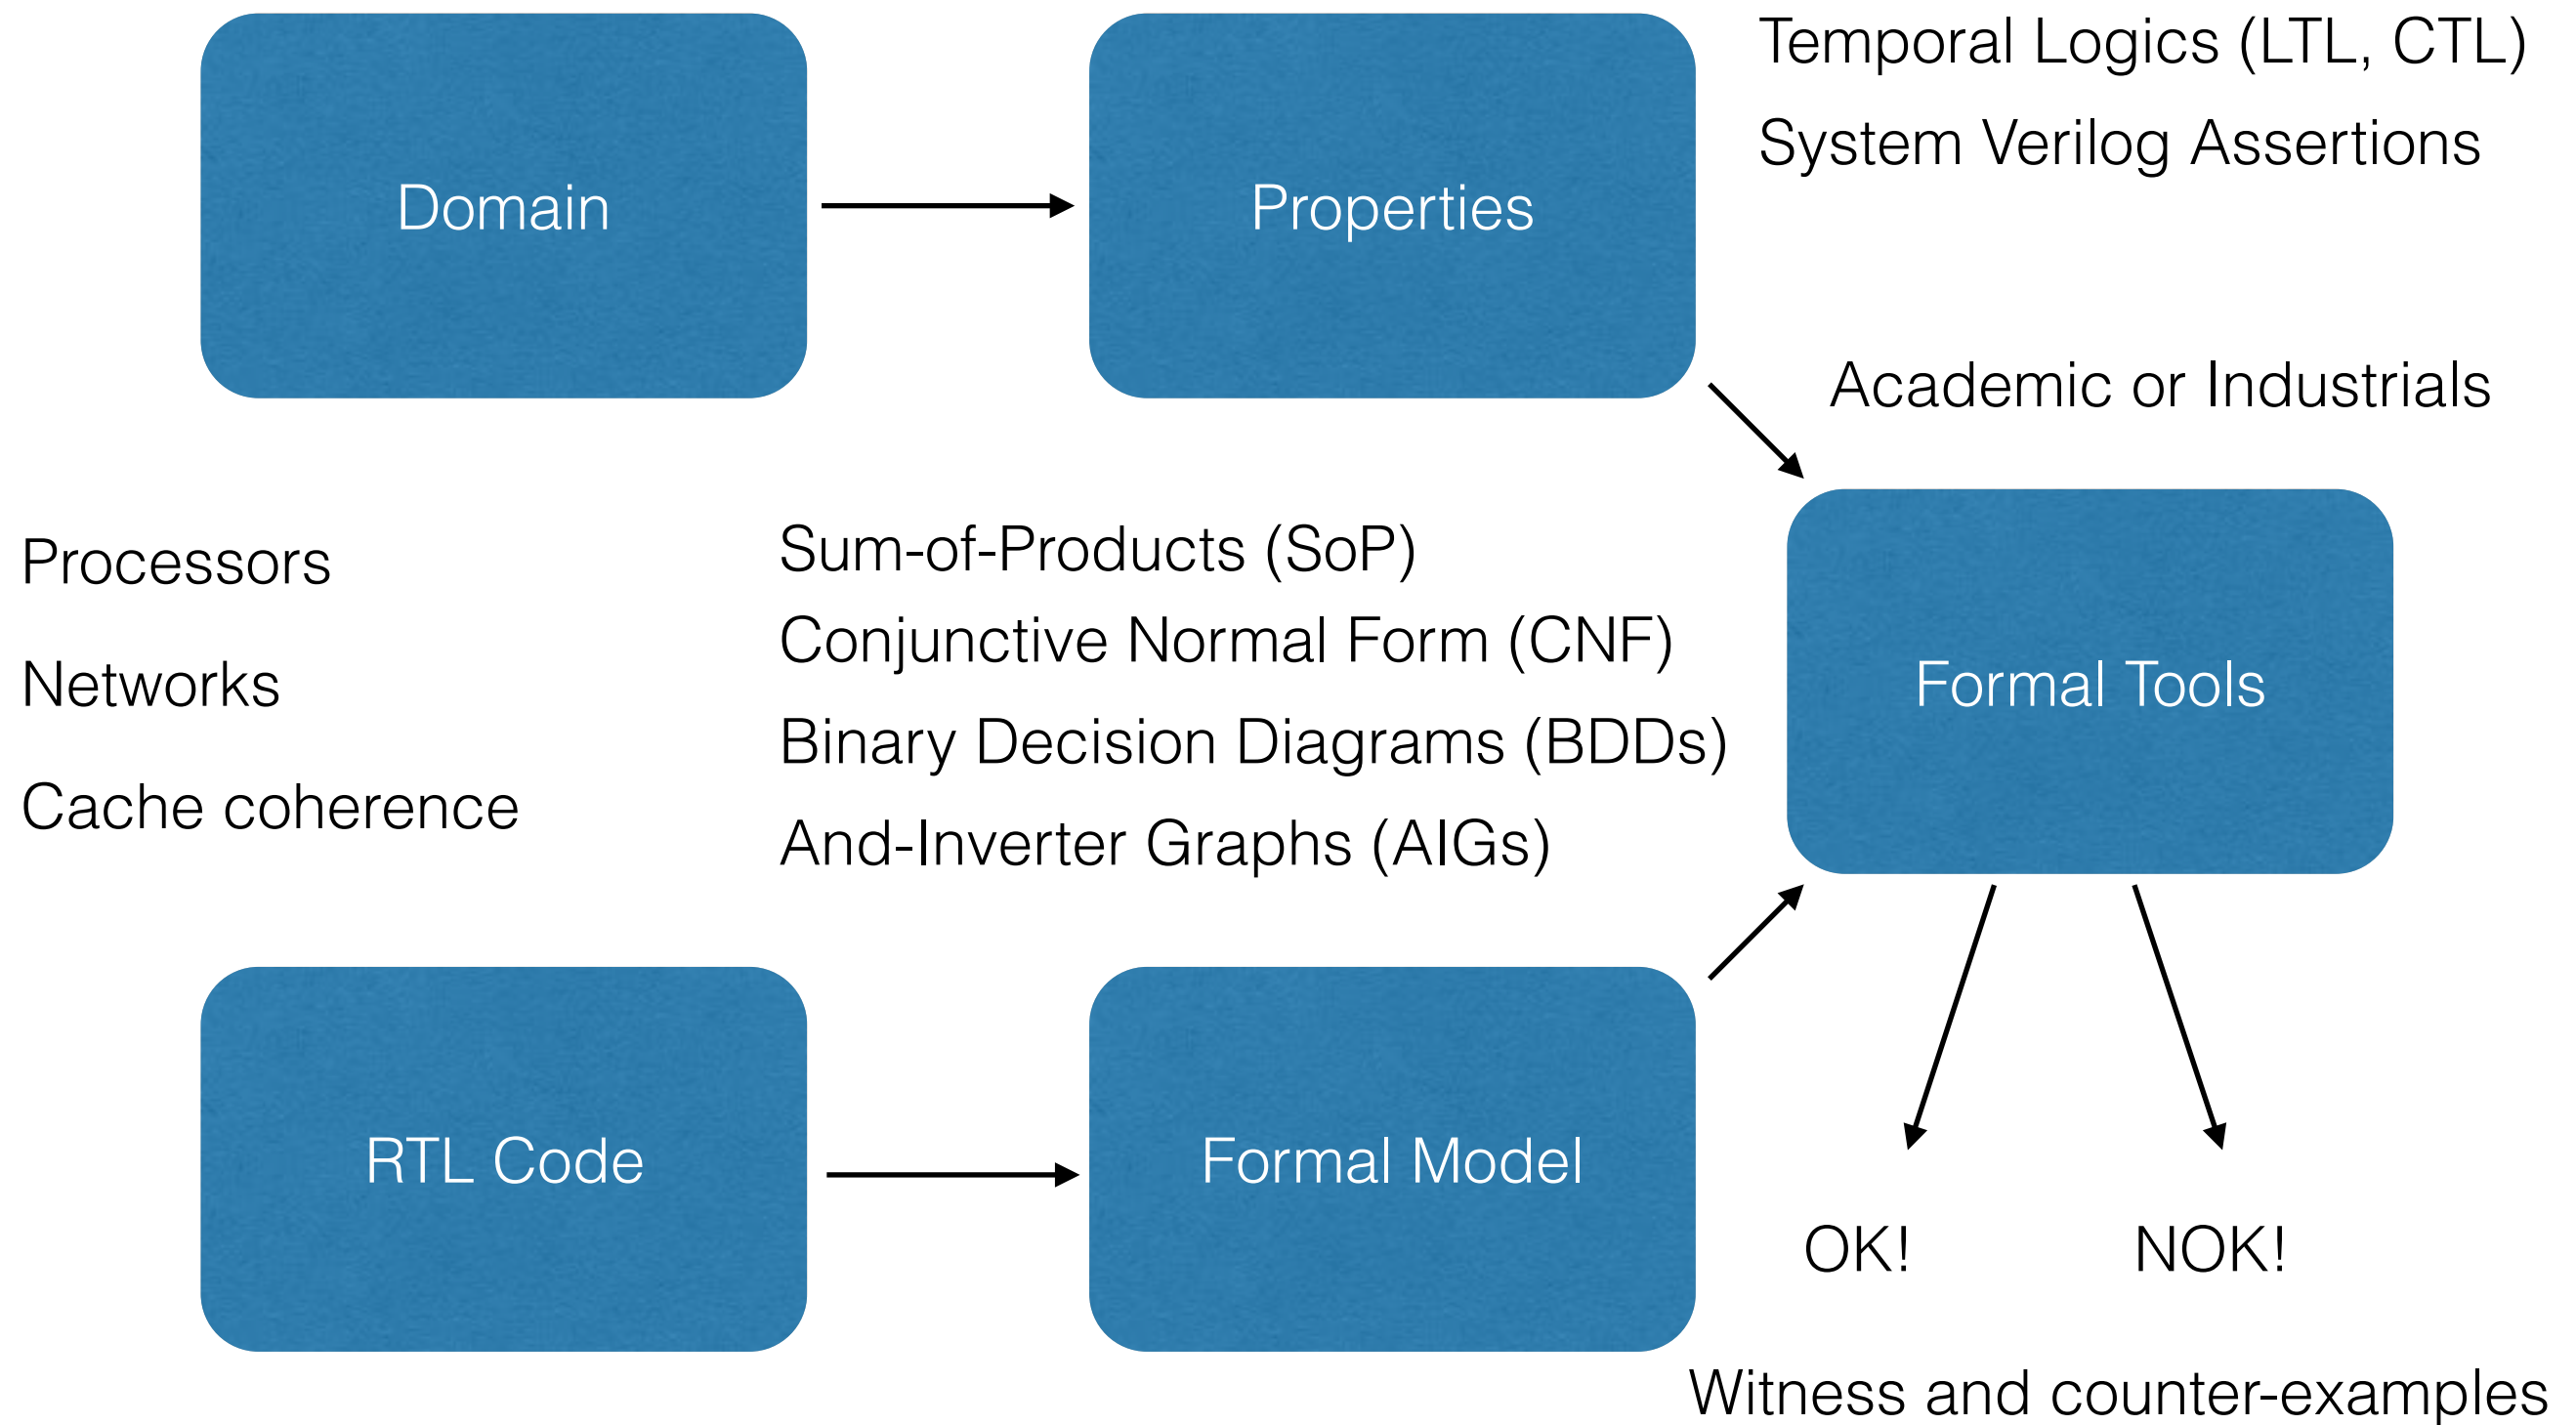 Domain
Properties
Temporal Logics (LTL, CTL)
System Verilog Assertions
Academic or Industrials
Processors
Networks
Cache coherence
Sum-of-Products (SoP)
Conjunctive Normal Form (CNF)
Binary Decision Diagrams (BDDs)
And-Inverter Graphs (AIGs)
Formal Tools
RTL Code
Formal Model
OK!
NOK!
Witness and counter-examples